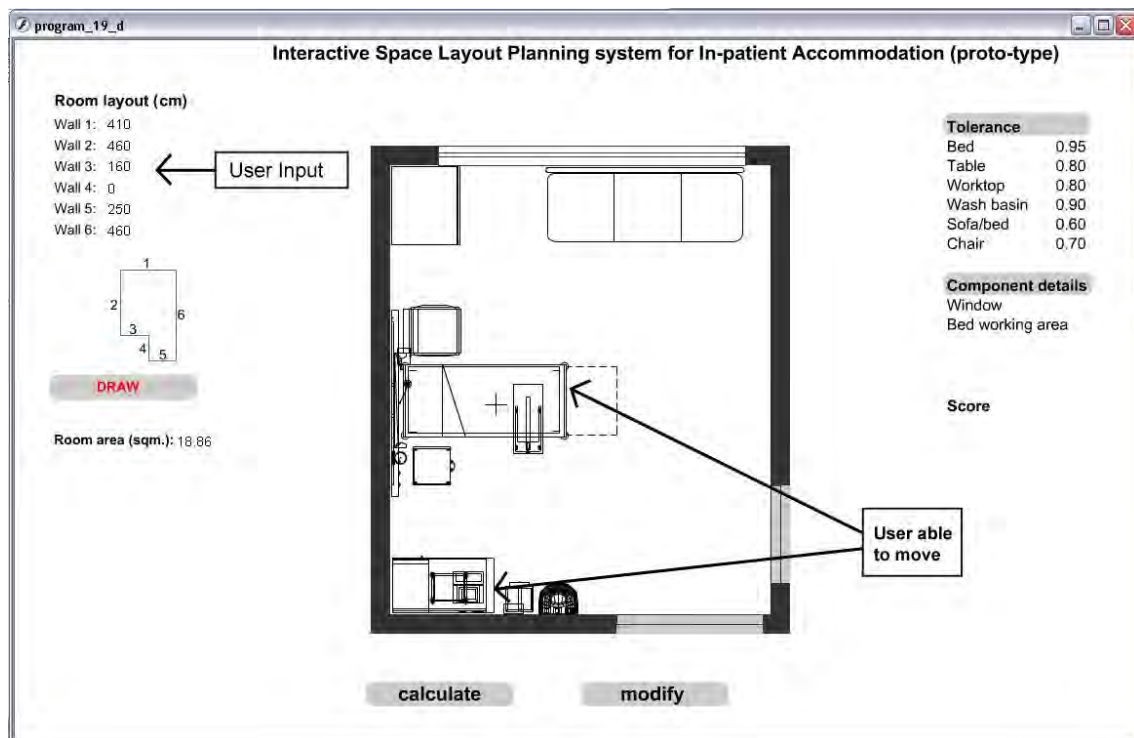 program_19_d
Interactive Space Layout Planning system for In-patient Accommodation (proto-type)
Room layout (cm)
Wall 1: 410
Wall 2: 460
Wall 3: 160
Wall 4: 0
Wall 5: 250
Wall 6: 460
User Input
1
2
6
3
4
5
DRAW
Room area (sqm.): 18.86
Tolerance
Bed 0.95
Table 0.80
Worktop 0.80
Wash basin 0.90
Sofa/bed 0.60
Chair 0.70
Component details
Window
Bed working area
Score
User able
to move
calculate
modify